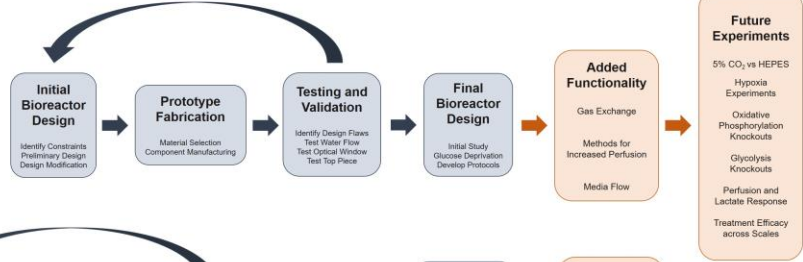 Initial
Bioreactor
Design
Identify Constraints
Preliminary Design
Design Modification
Prototype
Fabrication
Material Selection
Component Manufacturing
Testing and
Validation
Identify Design Flaws
Test Water Flow
Test Optical Window
Test Top Piece
Final
Bioreactor
Design
Initial Study
Glucose Deprivation
Develop Protocols
Added
Functionality
Gas Exchange
Methods for
Increased Perfusion
Media Flow
Future
Experiments
5% CO₂ vs HEPES
Hypoxia
Experiments
Oxidative
Phosphorylation
Knockouts
Glycolysis
Knockouts
Perfusion and
Lactate Response
Treatment Efficacy
across Scales